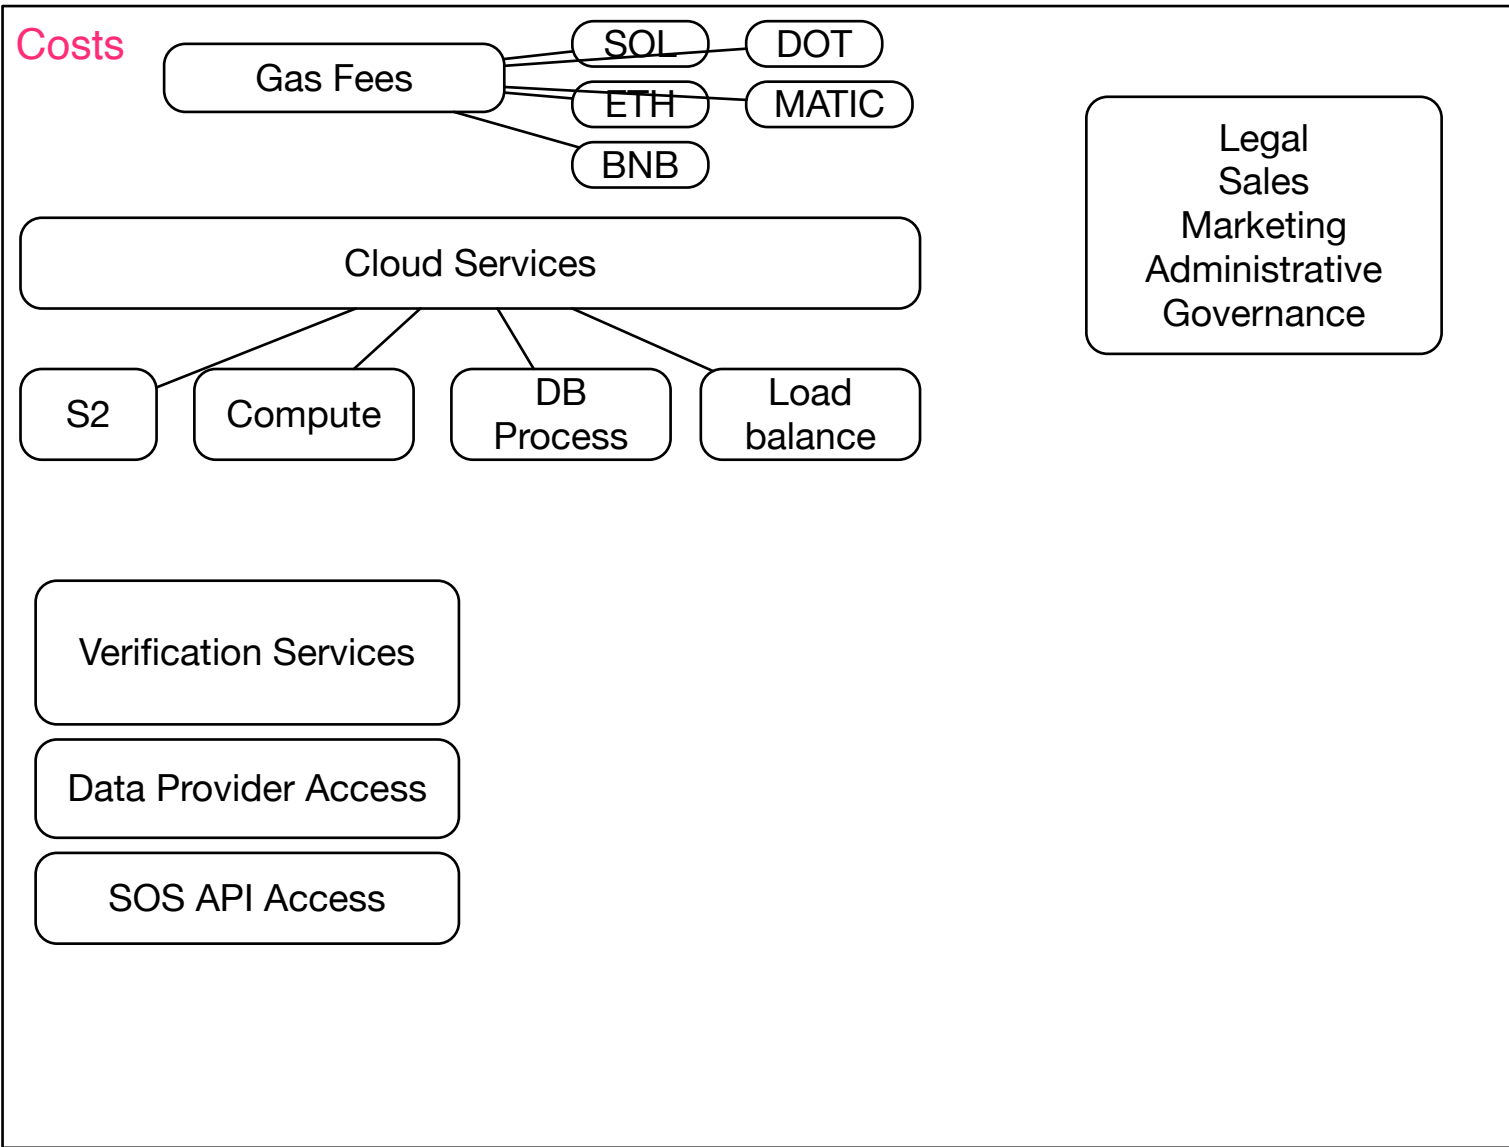 Costs
Gas Fees
SOL
DOT
ETH
MATIC
BNB
Legal
Sales
Marketing
Administrative
Governance
Cloud Services
S2
Compute
DB
Process
Load
balance
Verification Services
Data Provider Access
SOS API Access